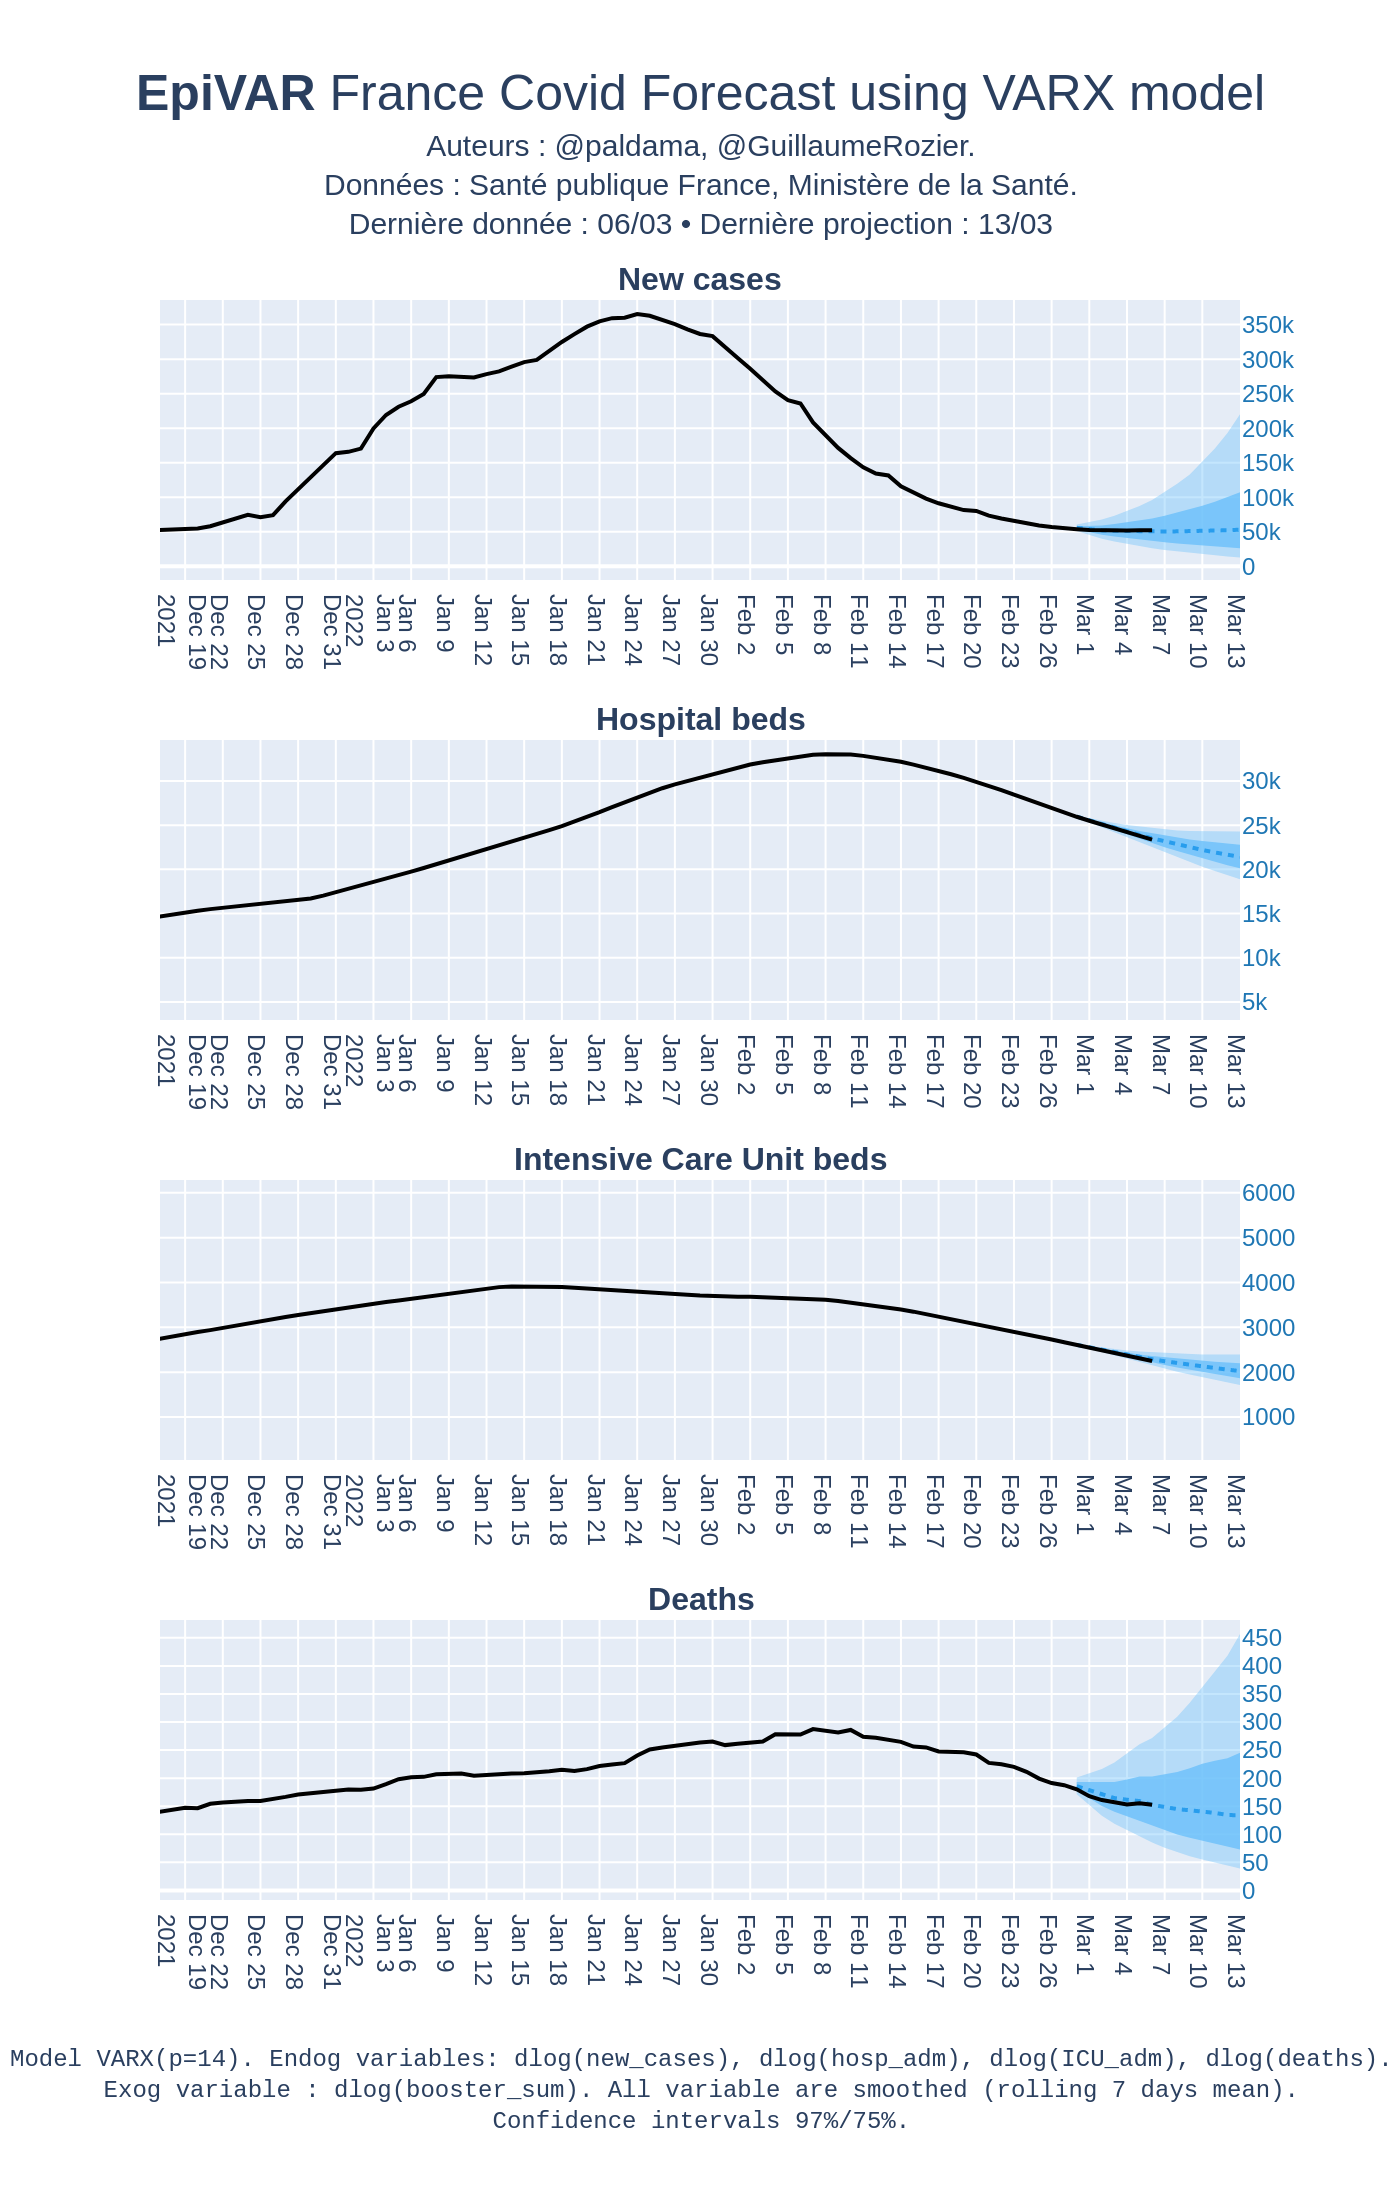 EpiVAR France Covid Forecast using VARX model
Auteurs : @paldama, @GuillaumeRozier.
Données : Santé publique France, Ministère de la Santé.
Dernière donnée : 06/03 • Dernière projection : 13/03
New cases
350k
300k
250k
200k
150k
100k
50k
0
2021
Dec 19
Dec 22
Dec 25
Dec 28
Dec 31
2022
Jan 3
Jan 6
Jan 9
Jan 12
Jan 15
Jan 18
Jan 21
Jan 24
Jan 27
Jan 30
Feb 2
Feb 5
Feb 8
Feb 11
Feb 14
Feb 17
Feb 20
Feb 23
Feb 26
Mar 1
Mar 4
Mar 7
Mar 10
Mar 13
Hospital beds
30k
25k
20k
15k
10k
5k
2021
Dec 19
Dec 22
Dec 25
Dec 28
Dec 31
2022
Jan 3
Jan 6
Jan 9
Jan 12
Jan 15
Jan 18
Jan 21
Jan 24
Jan 27
Jan 30
Feb 2
Feb 5
Feb 8
Feb 11
Feb 14
Feb 17
Feb 20
Feb 23
Feb 26
Mar 1
Mar 4
Mar 7
Mar 10
Mar 13
Intensive Care Unit beds
6000
5000
4000
3000
2000
1000
2021
Dec 19
Dec 22
Dec 25
Dec 28
Dec 31
2022
Jan 3
Jan 6
Jan 9
Jan 12
Jan 15
Jan 18
Jan 21
Jan 24
Jan 27
Jan 30
Feb 2
Feb 5
Feb 8
Feb 11
Feb 14
Feb 17
Feb 20
Feb 23
Feb 26
Mar 1
Mar 4
Mar 7
Mar 10
Mar 13
Deaths
450
400
350
300
250
200
150
100
50
0
2021
Dec 19
Dec 22
Dec 25
Dec 28
Dec 31
2022
Jan 3
Jan 6
Jan 9
Jan 12
Jan 15
Jan 18
Jan 21
Jan 24
Jan 27
Jan 30
Feb 2
Feb 5
Feb 8
Feb 11
Feb 14
Feb 17
Feb 20
Feb 23
Feb 26
Mar 1
Mar 4
Mar 7
Mar 10
Mar 13
Model VARX(p=14). Endog variables: dlog(new_cases), dlog(hosp_adm), dlog(ICU_adm), dlog(deaths).
Exog variable : dlog(booster_sum). All variable are smoothed (rolling 7 days mean).
Confidence intervals 97%/75%.